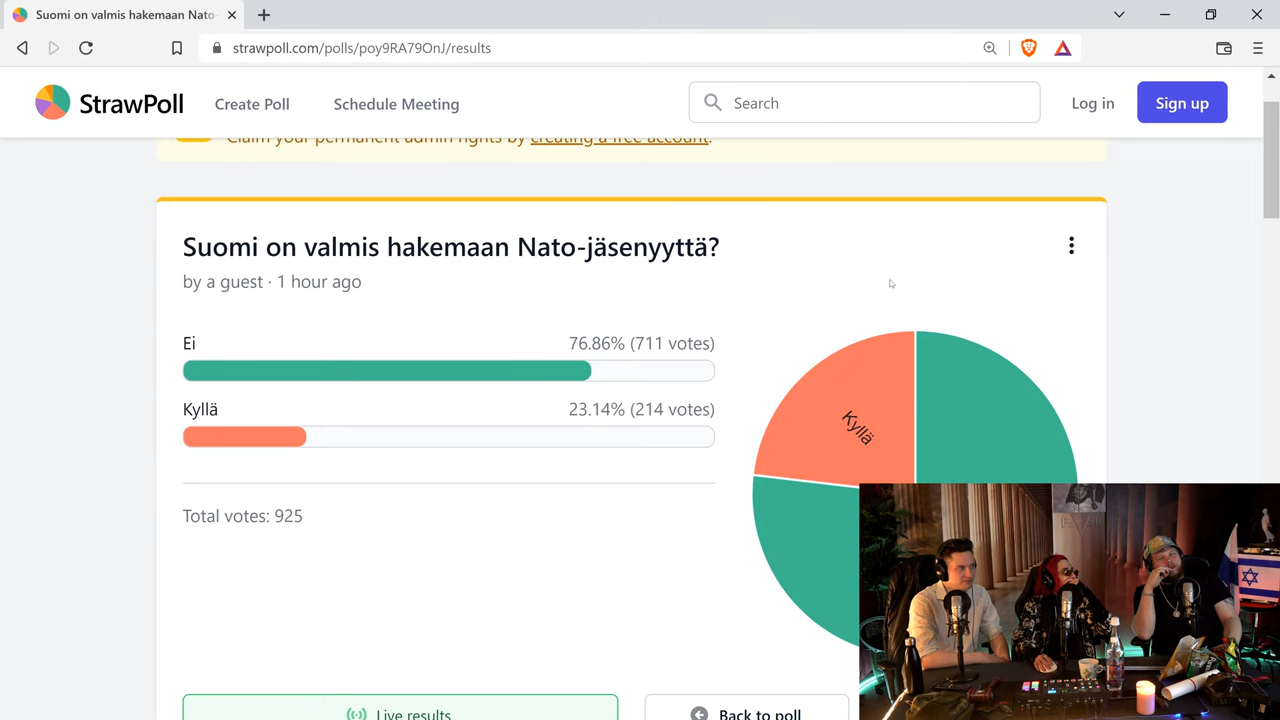 Suomi on valmis hakemaan Nato-
strawpoll.com/polls/poy9RA79OnJ/results
StrawPoll
Create Poll
Schedule Meeting
Search
Log in
Sign up
Claim your permanent admin rights by creating a free account.
Suomi on valmis hakemaan Nato-jäsenyyttä?
by a guest · 1 hour ago
Ei
76.86% (711 votes)
Kyllä
23.14% (214 votes)
Kyllä
Total votes: 925
Live results
Back to poll